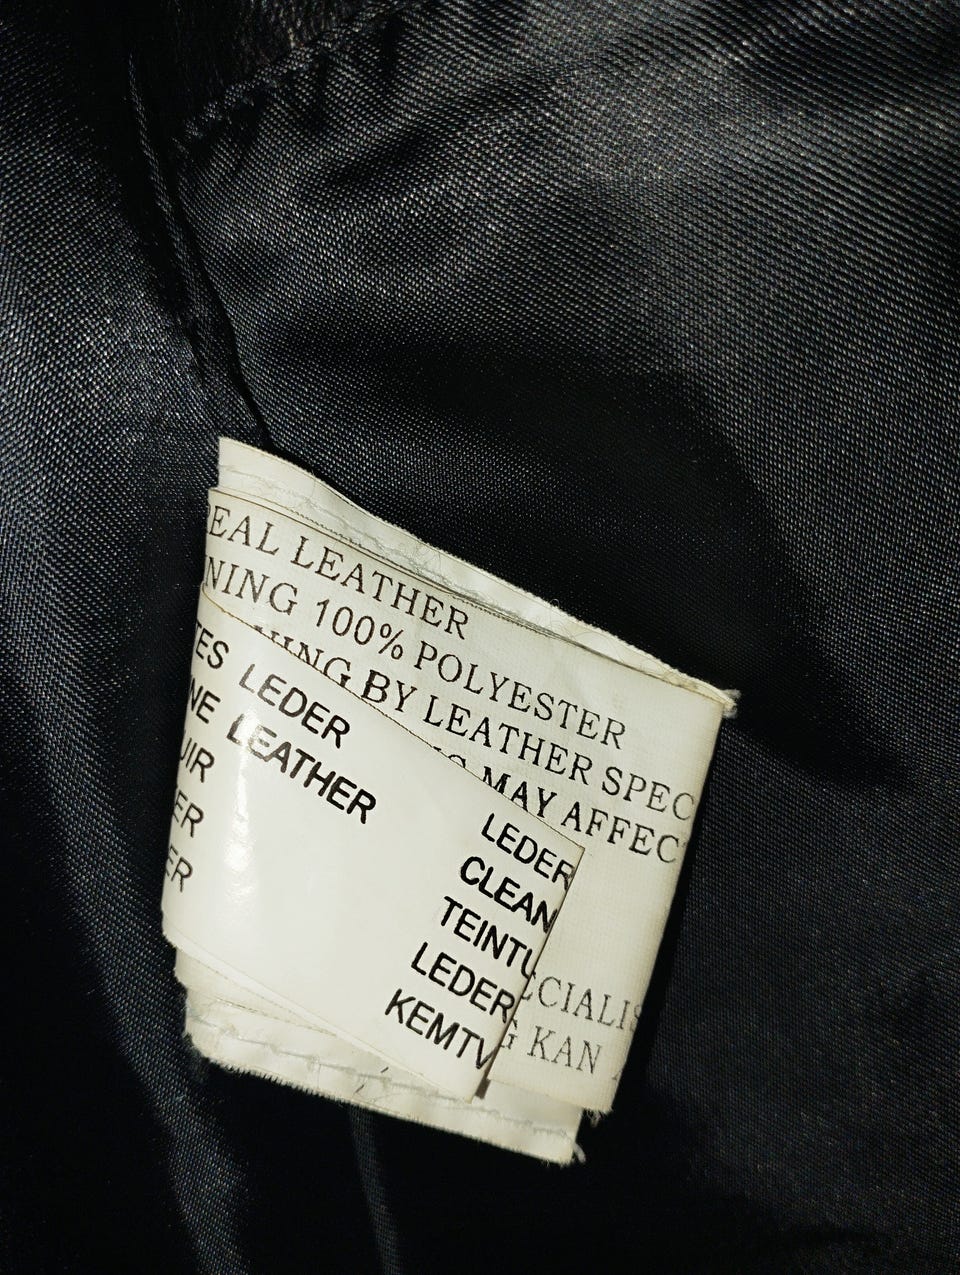 EAL LEATHER
NING 100% POLYESTER
NING BY LEATHER SPEC
MAY AFFEC
TES LEDER
NE LEATHER
UIR
ER
ER
LEDER
CLEAN
TEINTU
LEDER
KEMTV
CIALIS
G KAN